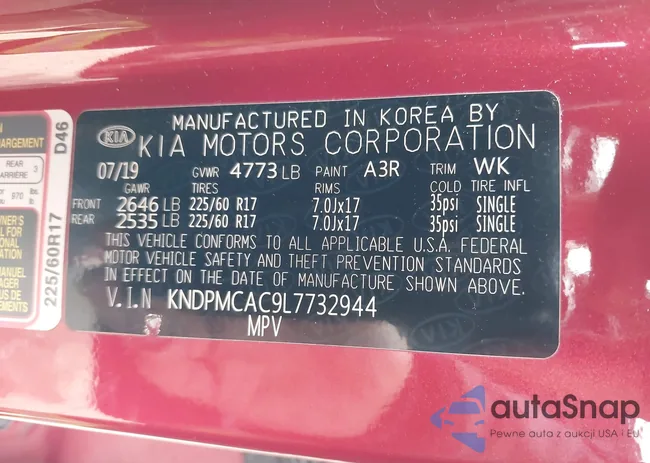 MANUFACTURED IN KOREA BY
KIA KIA MOTORS CORPORATION
07/19 GVWR 4773 LB PAINT A3R TRIM WK
GAWR TIRES RIMS COLD TIRE INFL
FRONT 2646 LB 225/60 R17 7.0Jx17 35psi SINGLE
REAR 2535 LB 225/60 R17 7.0Jx17 35psi SINGLE
THIS VEHICLE CONFORMS TO ALL APPLICABLE U.S.A. FEDERAL
MOTOR VEHICLE SAFETY AND THEFT PREVENTION STANDARDS
IN EFFECT ON THE DATE OF MANUFACTURE SHOWN ABOVE.
V.I.N KNDPMCAC9L7732944
MPV
D46
225/60R17
REAR
3
870
autaSnap
Pewne auta z aukcji USA i EU